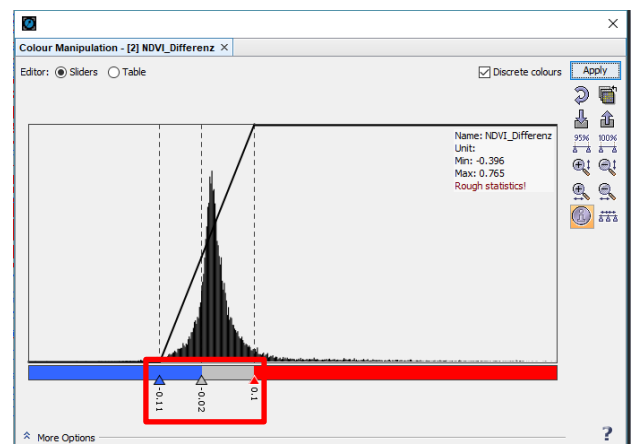 Colour Manipulation - [2] NDVI_Differenz ×
Editor: Sliders Table Discrete colours Apply
Name: NDVI_Differenz
Unit:
Min: -0.396
Max: 0.765
Rough statistics!
95% 100%
-0.11 -0.02 0.1
More Options ?